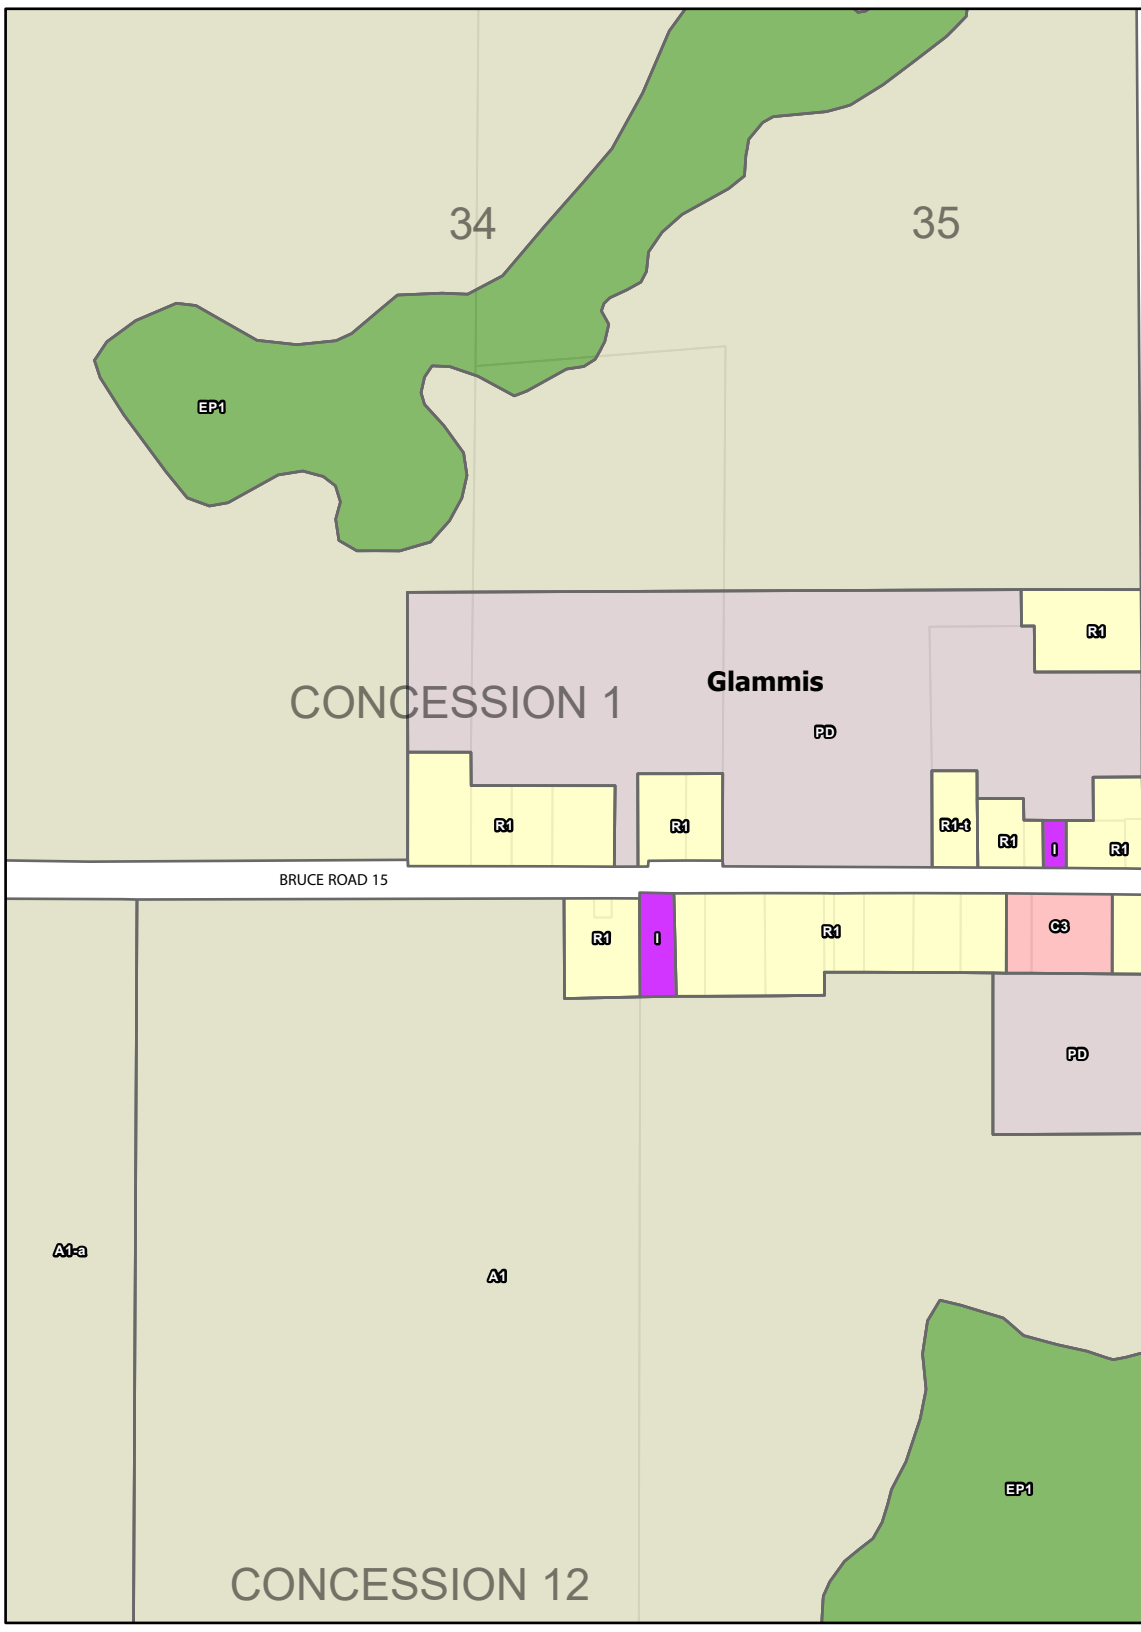 34
35
EP1
R1
Glammis
CONCESSION 1
PD
R1
R1
R1-t
R1
I
R1
BRUCE ROAD 15
R1
I
R1
C3
PD
A1-a
A1
EP1
CONCESSION 12